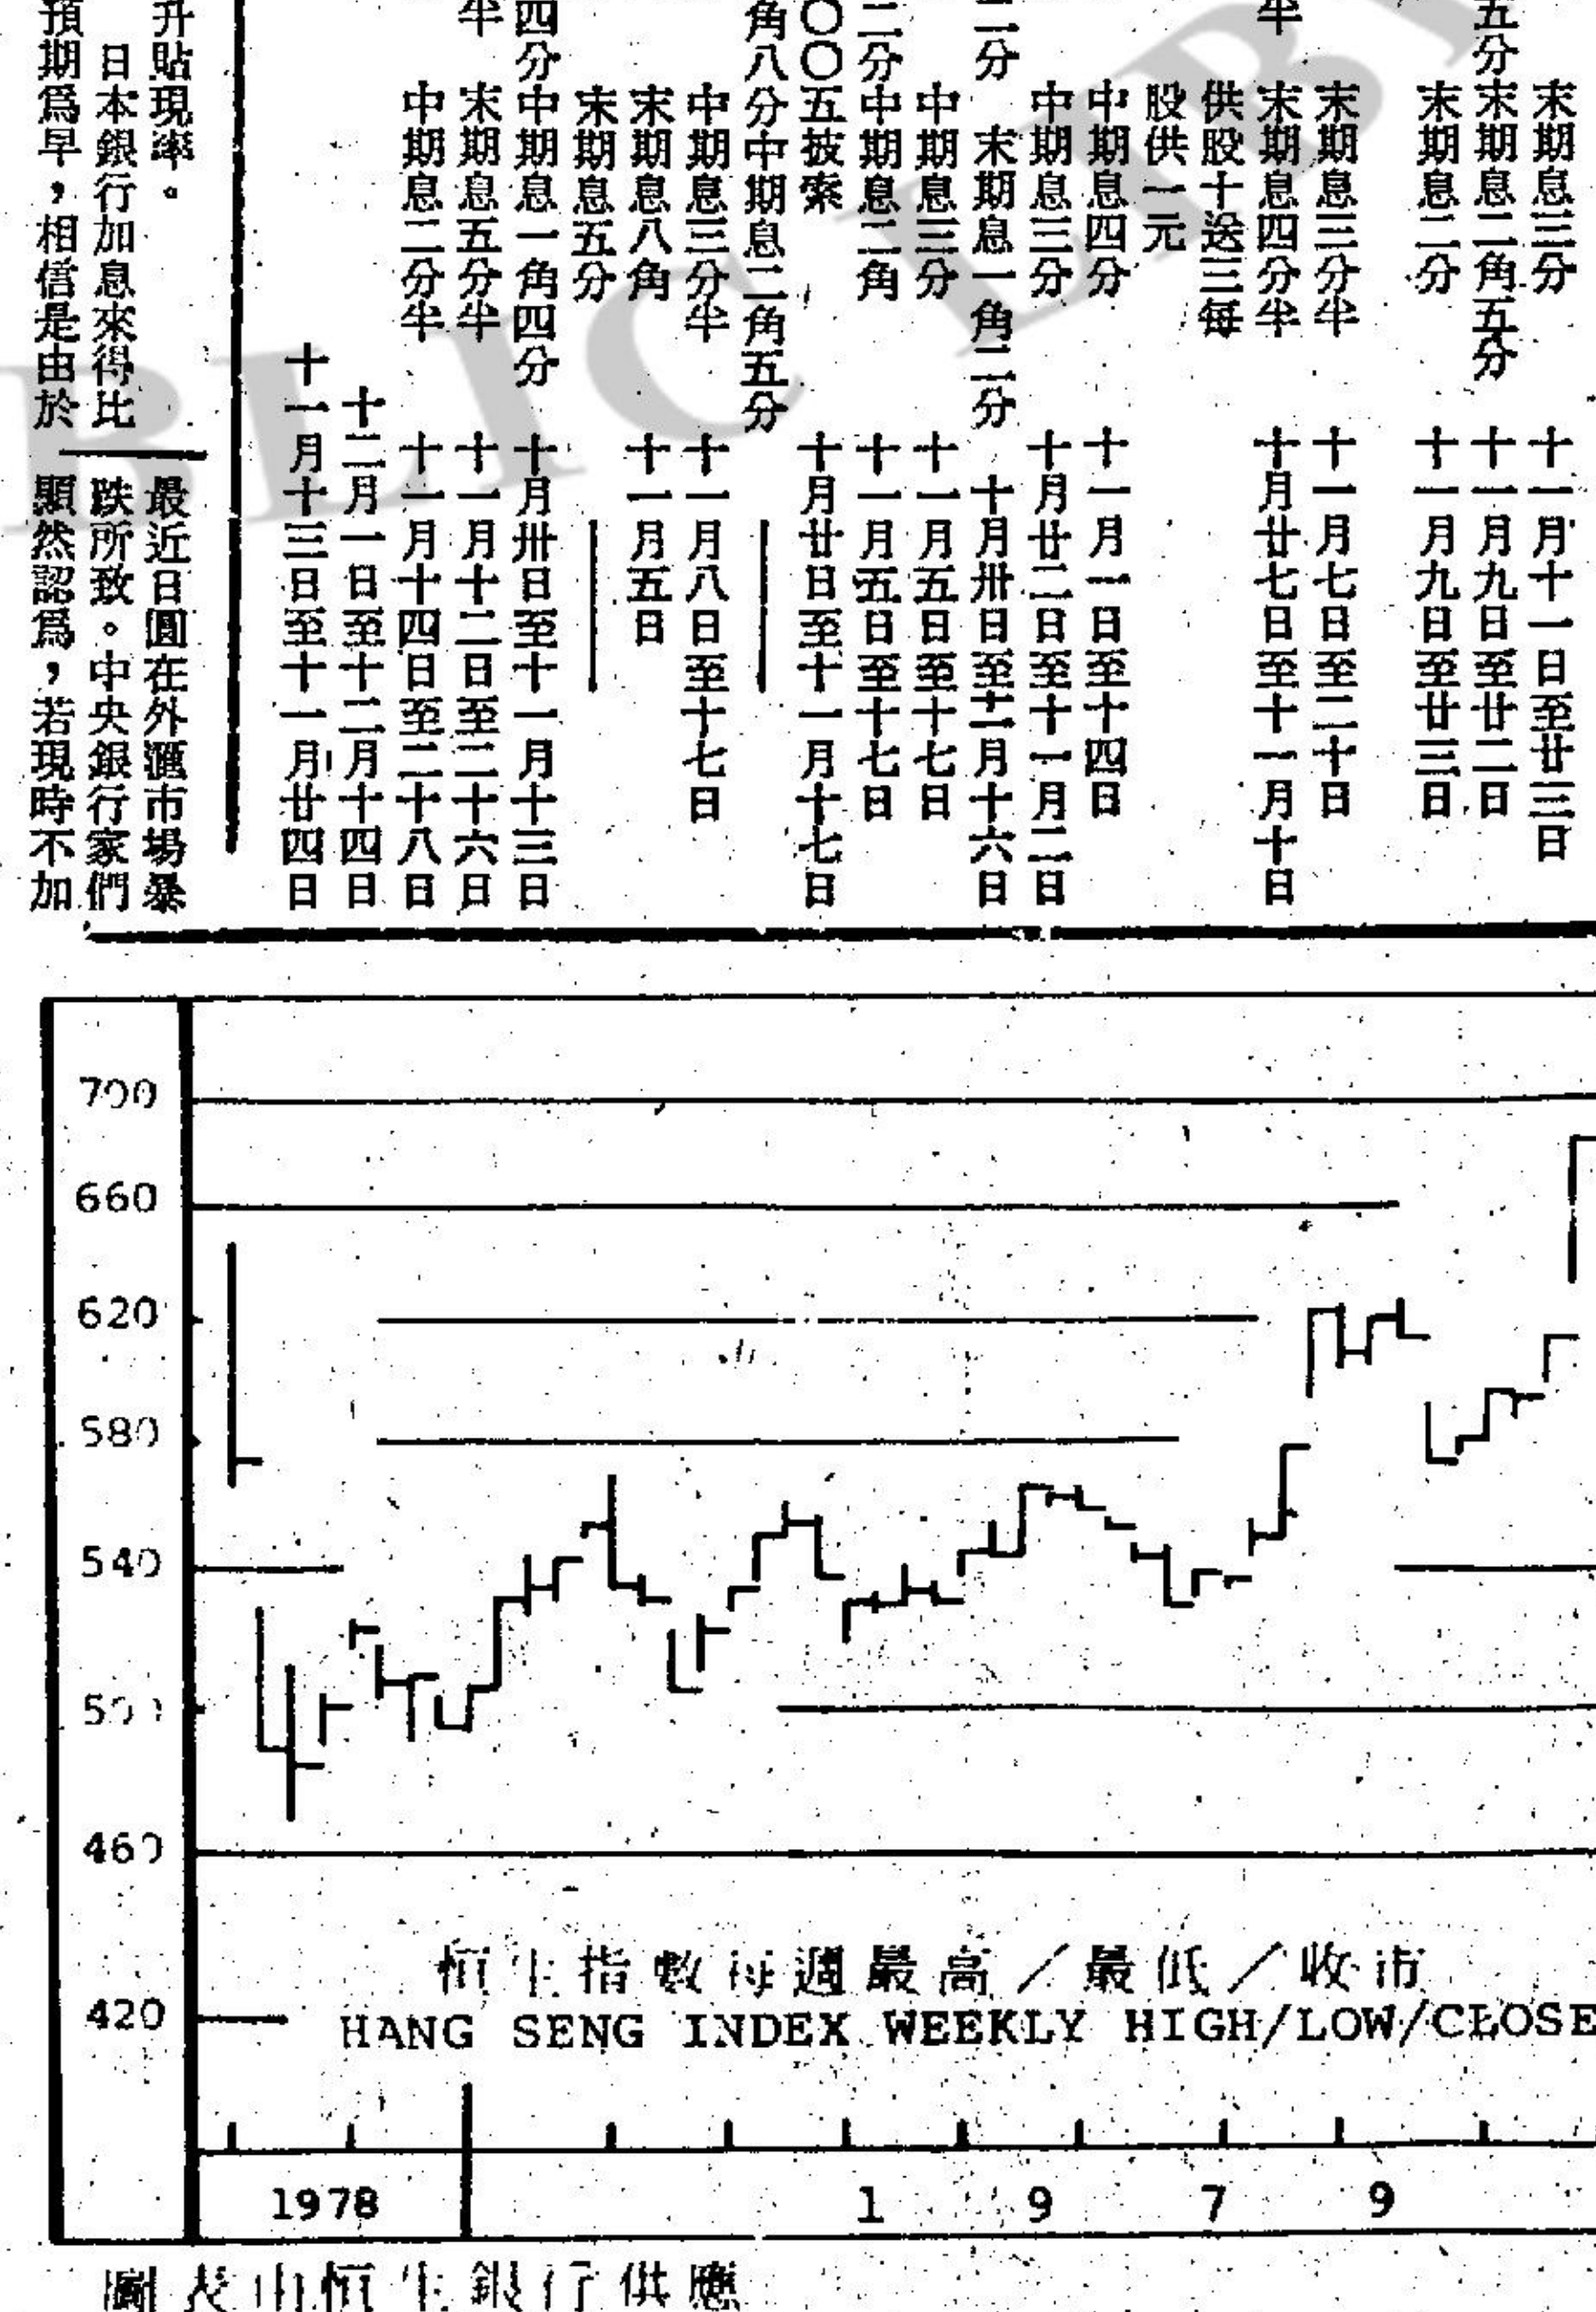 末期息三分　十一月十一日至廿三日
五分末期息二角五分　十一月九日至廿二日
末期息二分　十一月九日至廿三日
末期息三分半　十一月七日至二十日
半　末期息四分半　十月廿七日至十一月十日
供股十送三每
股供一元
中期息四分　十一月一日至十四日
中期息三分　十月廿二日至十一月二日
二分　末期息一角二分　十月卅日至十一月十六日
中期息三分　十一月五日至十七日
二分中期息二角　十一月五日至十七日
〇〇五披索　十月廿日至十一月十七日
角八分中期息二角五分
中期息三分半　十一月八日至十七日
末期息八角　十一月五日
末期息五分
四分中期息一角四分　十月卅日至十一月十三日
半　末期息五分半　十一月十二日至二十六日
中期息二分半　十一月十四日至二十八日
十二月一日至十二月十四日
十一月十三日至十一月廿四日
升貼現率。
日本銀行加息來得比
預期爲早，相信是由於
最近日圓在外滙市場暴
跌所致。中央銀行家們
顯然認爲，若現時不加
700
660
620
580
540
500
460
420
恒生指數每週最高／最低／收市
HANG SENG INDEX WEEKLY HIGH/LOW/CLOSE
1978
1 9 7 9
圖表由恒生銀行供應
BLIC LIBR